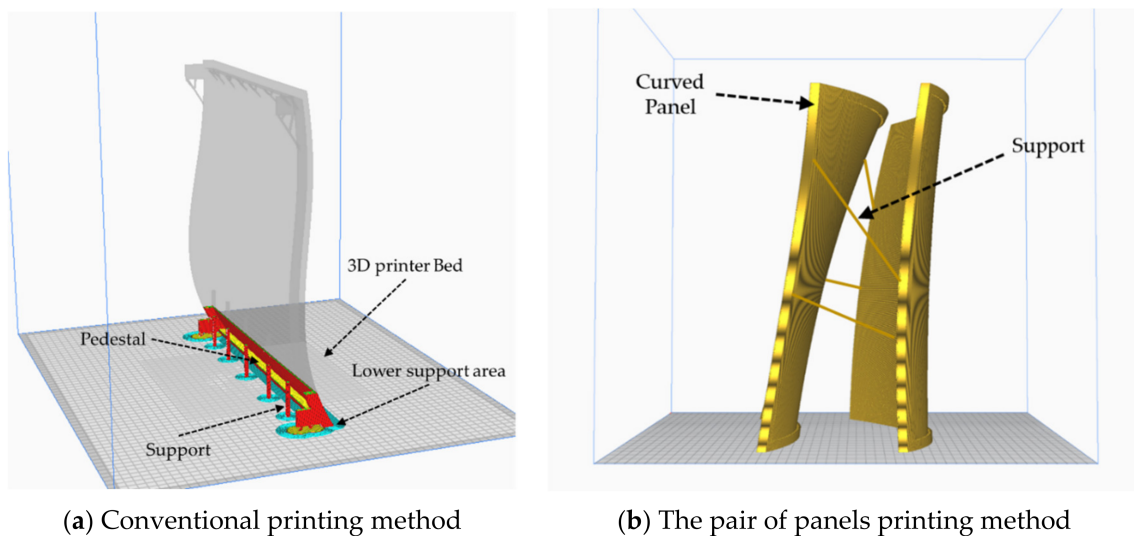 3D printer Bed
Pedestal
Lower support area
Support
Curved
Panel
Support
(a) Conventional printing method
(b) The pair of panels printing method